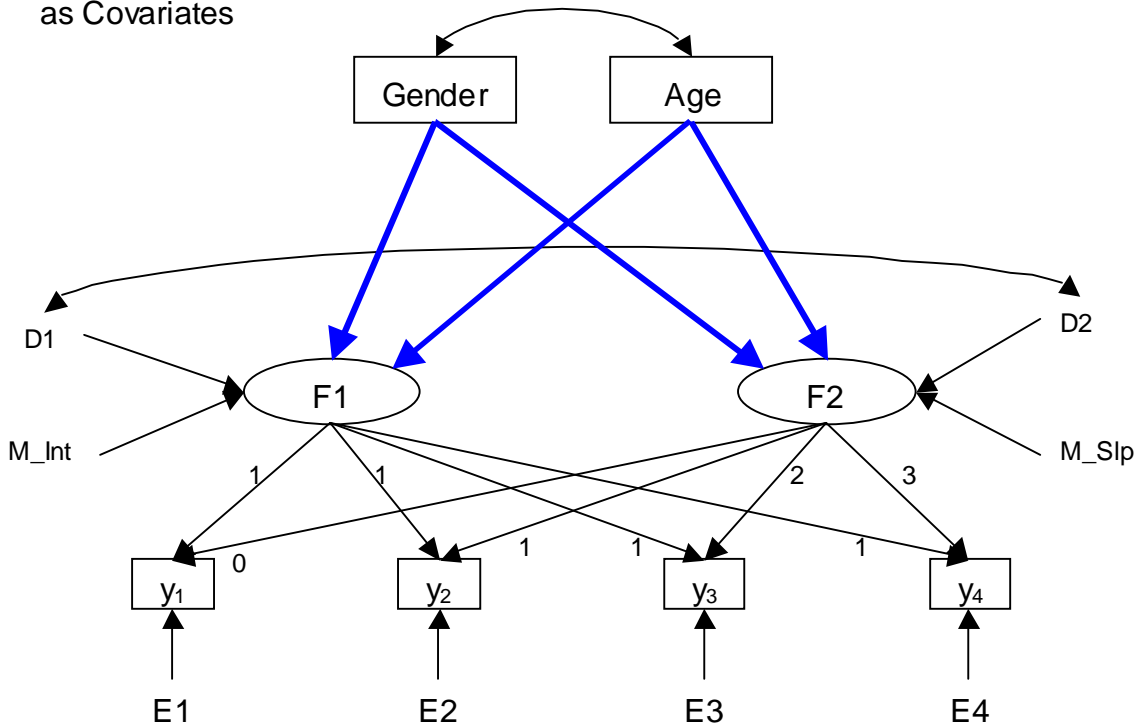 as Covariates
Gender
Age
D1
D2
F1
F2
M_Int
M_Slp
1
1
2
3
0
1
1
1
y1
y2
y3
y4
E1
E2
E3
E4